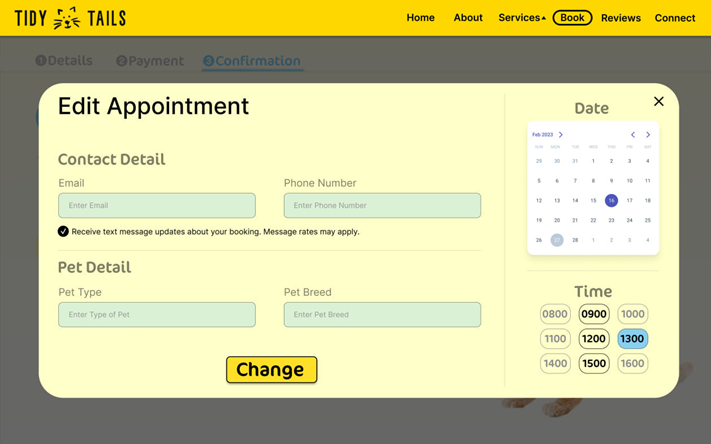 TIDY TAILS
Home About Services Book Reviews Connect
1 Details 2 Payment 3 Confirmation
Edit Appointment
Contact Detail
Email Phone Number
Enter Email Enter Phone Number
Receive text message updates about your booking. Message rates may apply.
Pet Detail
Pet Type Pet Breed
Enter Type of Pet Enter Pet Breed
Change
Date
Feb 2023
SUN MON TUE WED THU FRI SAT
29 30 31 1 2 3 4
5 6 7 8 9 10 11
12 13 14 15 16 17 18
19 20 21 22 23 24 25
26 27 28 1 2 3 4
Time
0800 0900 1000
1100 1200 1300
1400 1500 1600